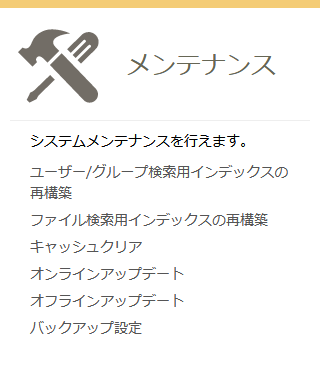 メンテナンス
システムメンテナンスを行えます。
ユーザー/グループ検索用インデックスの
再構築
ファイル検索用インデックスの再構築
キャッシュクリア
オンラインアップデート
オフラインアップデート
バックアップ設定